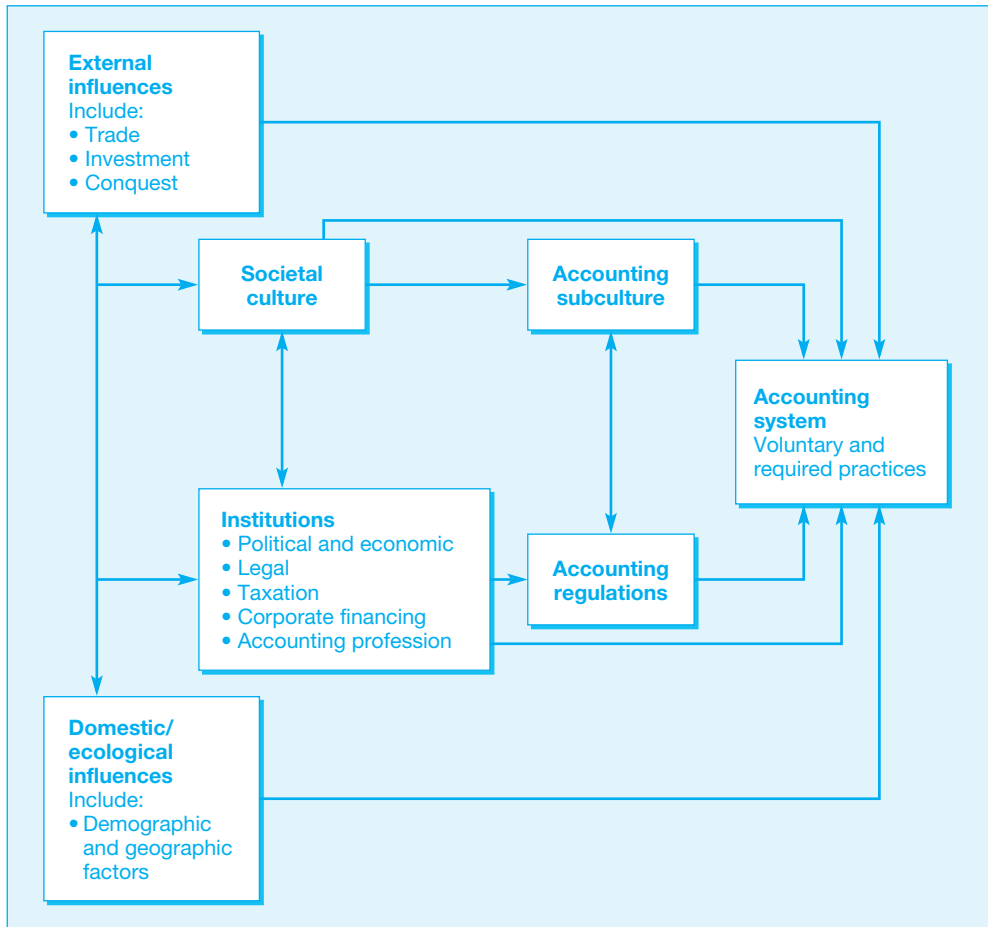 External
influences
Include:
• Trade
• Investment
• Conquest
Societal
culture
Accounting
subculture
Accounting
system
Voluntary and
required practices
Institutions
• Political and economic
• Legal
• Taxation
• Corporate financing
• Accounting profession
Accounting
regulations
Domestic/
ecological
influences
Include:
• Demographic
and geographic
factors